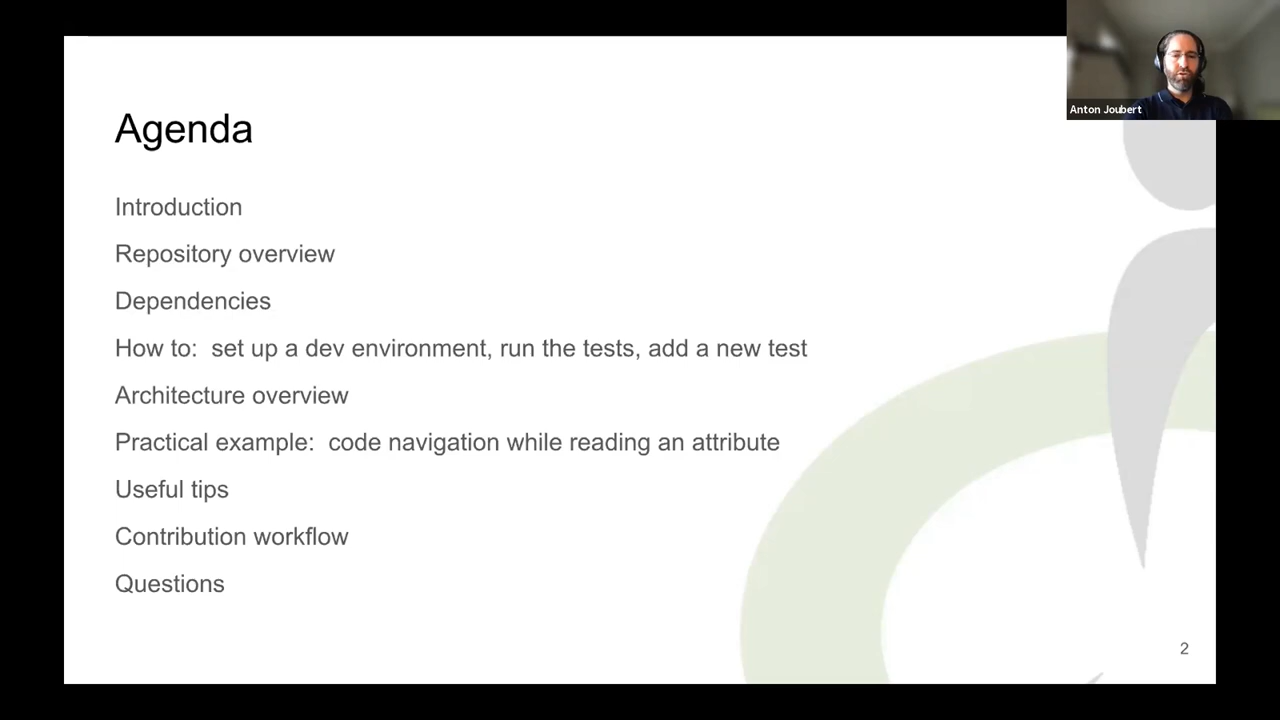 Anton Joubert
Agenda
Introduction
Repository overview
Dependencies
How to:  set up a dev environment, run the tests, add a new test
Architecture overview
Practical example:  code navigation while reading an attribute
Useful tips
Contribution workflow
Questions
2